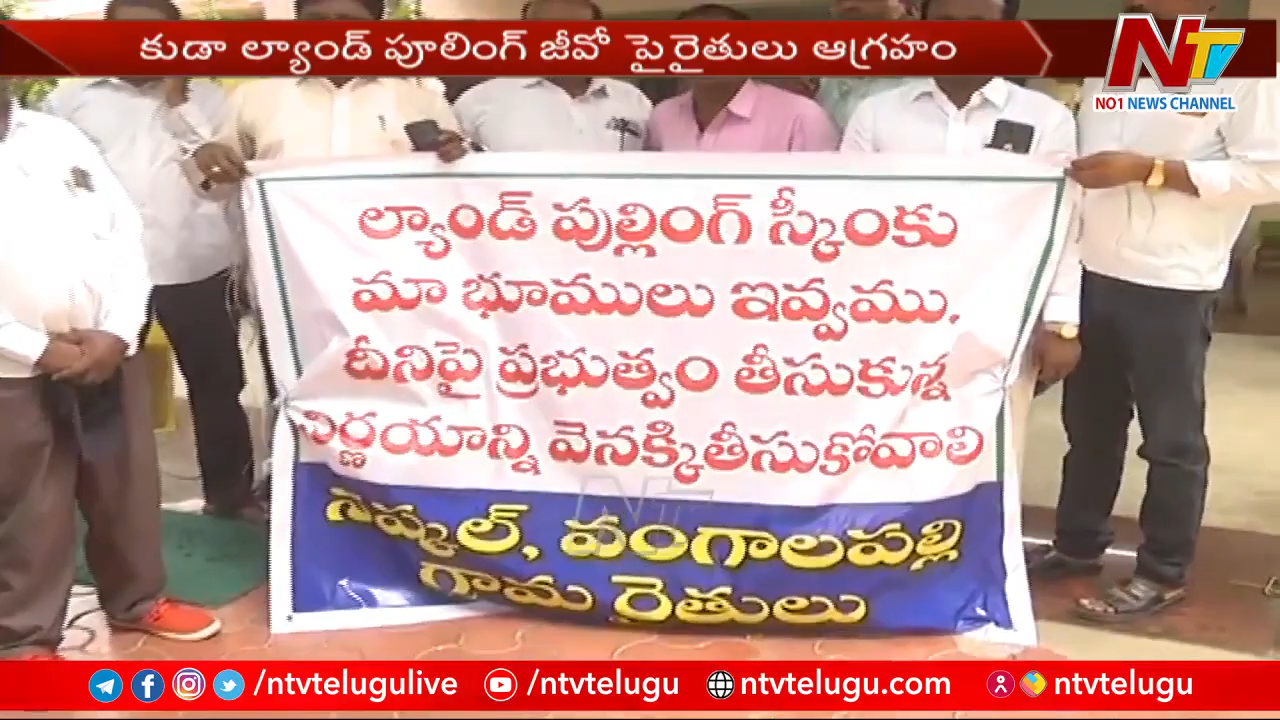 కుడా ల్యాండ్ పూలింగ్ జీవో పైరైతులు ఆగ్రహం
NTV
NO1 NEWS CHANNEL
ల్యాండ్ పుల్లింగ్ స్కీంకు
మా భూములు ఇవ్వము.
దీనిపై ప్రభుత్వం తీసుకున్న
నిర్ణయాన్ని వెనక్కితీసుకోవాలి
వంగాలపల్లి
గ్రామ రైతులు
/ntvtelugulive /ntvtelugu ntvtelugu.com ntvtelugu